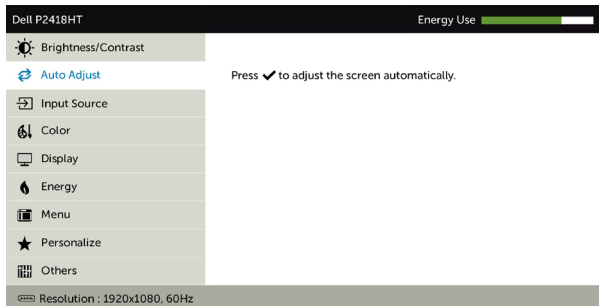 Dell P2418HT
Energy Use
Brightness/Contrast
Auto Adjust
Press ✔ to adjust the screen automatically.
Input Source
Color
Display
Energy
Menu
Personalize
Others
Resolution : 1920x1080, 60Hz